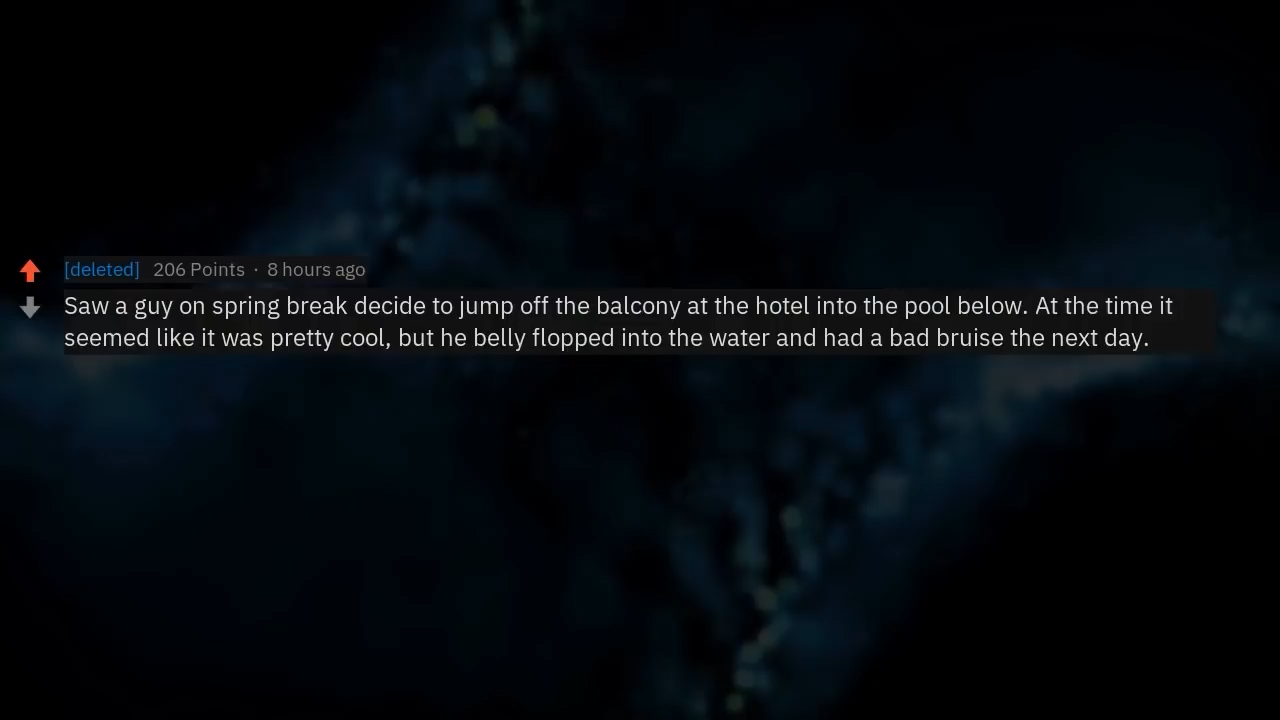 [deleted] 206 Points · 8 hours ago
Saw a guy on spring break decide to jump off the balcony at the hotel into the pool below. At the time it
seemed like it was pretty cool, but he belly flopped into the water and had a bad bruise the next day.